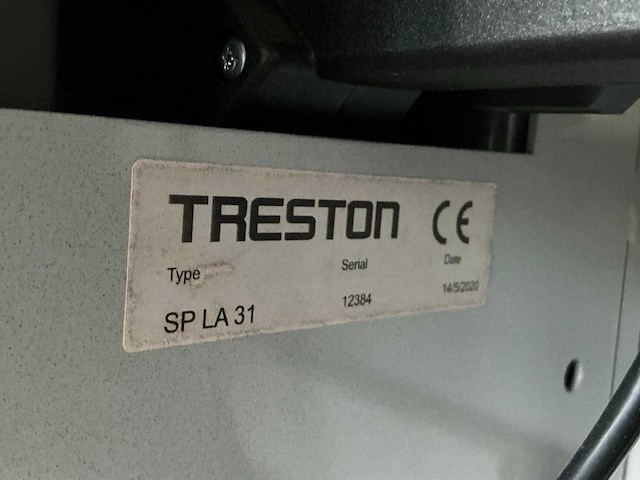 TRESTON CE
Type Serial Date
SP LA 31 12384 14/5/2020